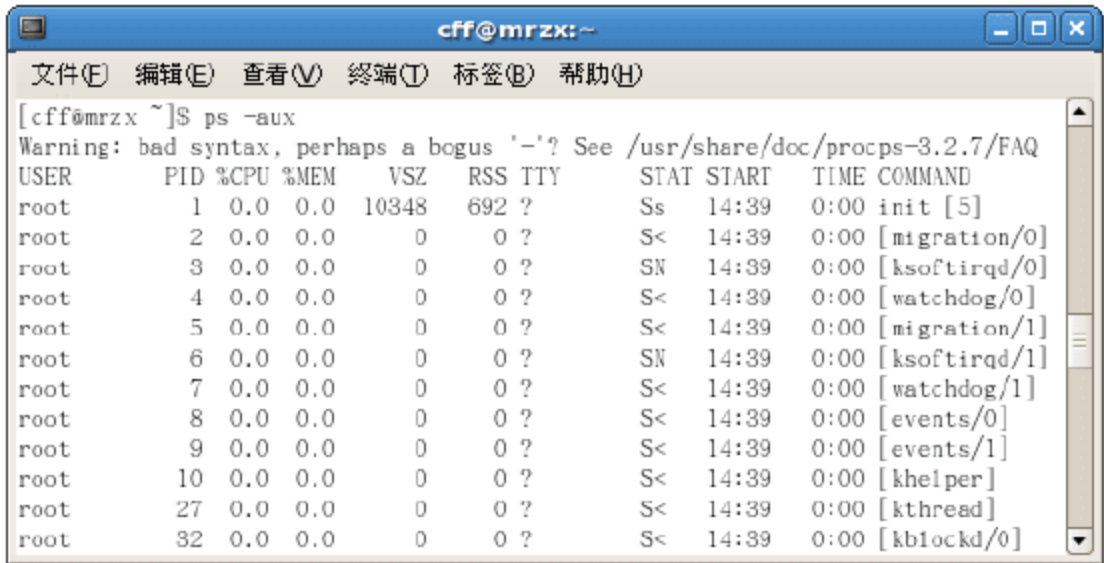 cff@mrzx:~
文件(F) 编辑(E) 查看(V) 终端(T) 标签(B) 帮助(H)
[cff@mrzx ~]$ ps -aux
Warning: bad syntax, perhaps a bogus '-'? See /usr/share/doc/procps-3.2.7/FAQ
USER PID %CPU %MEM VSZ RSS TTY STAT START TIME COMMAND
root 1 0.0 0.0 10348 692 ? Ss 14:39 0:00 init [5]
root 2 0.0 0.0 0 0 ? S< 14:39 0:00 [migration/0]
root 3 0.0 0.0 0 0 ? SN 14:39 0:00 [ksoftirqd/0]
root 4 0.0 0.0 0 0 ? S< 14:39 0:00 [watchdog/0]
root 5 0.0 0.0 0 0 ? S< 14:39 0:00 [migration/1]
root 6 0.0 0.0 0 0 ? SN 14:39 0:00 [ksoftirqd/1]
root 7 0.0 0.0 0 0 ? S< 14:39 0:00 [watchdog/1]
root 8 0.0 0.0 0 0 ? S< 14:39 0:00 [events/0]
root 9 0.0 0.0 0 0 ? S< 14:39 0:00 [events/1]
root 10 0.0 0.0 0 0 ? S< 14:39 0:00 [khelper]
root 27 0.0 0.0 0 0 ? S< 14:39 0:00 [kthread]
root 32 0.0 0.0 0 0 ? S< 14:39 0:00 [kblockd/0]